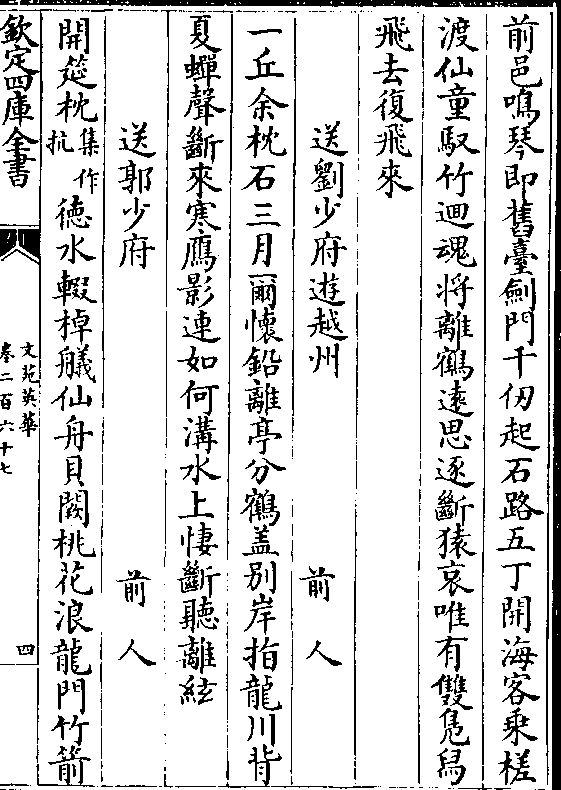 前邑鳴琴即舊臺劍門千仞起石路五丁開海客乘槎
渡仙童馭竹迴魂将離鶴逺思逐斷猿哀唯有雙鳬舄
飛去復飛來
送劉少府遊越州 前人
一丘余枕石三月爾懷鉛離亭分鶴盖别岸指龍川背
夏蟬聲斷來寒鴈影連如何溝水上悽斷聽離絃
送郭少府 前人
開筵枕集作抗德水輟棹艤仙舟貝闕桃花浪龍門竹箭
欽定四庫全書
文苑英華
卷二百六十七
四